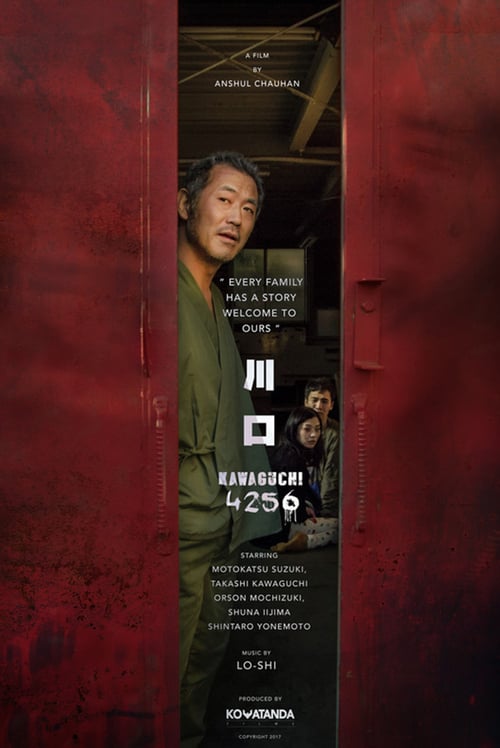 A FILM
BY
ANSHUL CHAUHAN
" EVERY FAMILY
HAS A STORY
WELCOME TO
OURS "
川
口
KAWAGUCHI
4256
STARRING
MOTOKATSU SUZUKI,
TAKASHI KAWAGUCHI
ORSON MOCHIZUKI,
SHUNA IIJIMA
SHINTARO YONEMOTO
MUSIC BY
LO-SHI
PRODUCED BY
KOWATANDA
FILMS
COPYRIGHT 2017